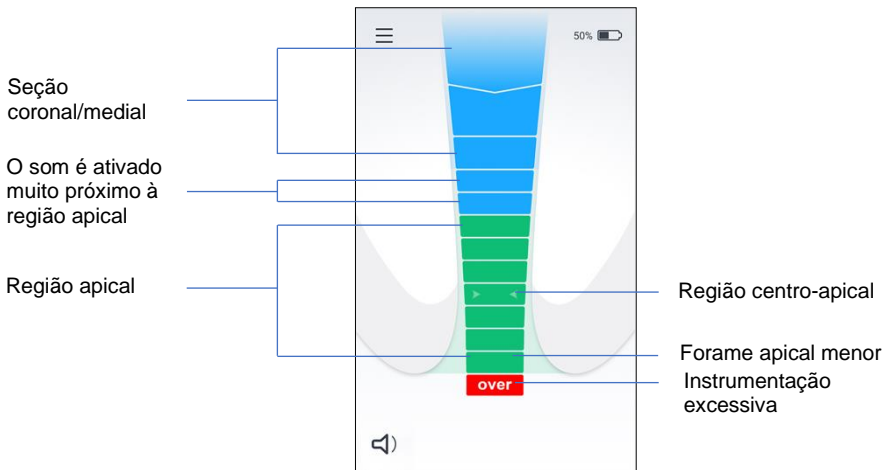 50%
Seção
coronal/medial
O som é ativado
muito próximo à
região apical
Região apical
Região centro-apical
Forame apical menor
over
Instrumentação
excessiva